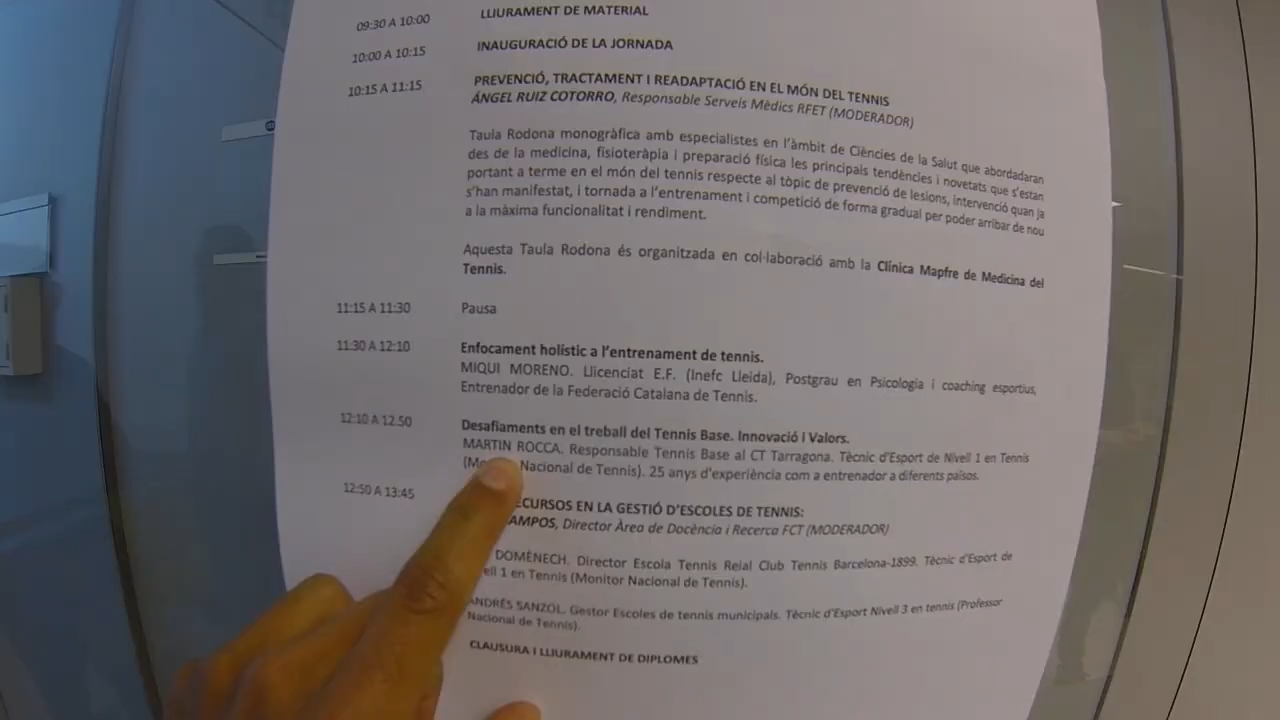 09:30 A 10:00 LLIURAMENT DE MATERIAL
10:00 A 10:15 INAUGURACIÓ DE LA JORNADA
10:15 A 11:15 PREVENCIÓ, TRACTAMENT I READAPTACIÓ EN EL MÓN DEL TENNIS
ÁNGEL RUIZ COTORRO, Responsable Serveis Mèdics RFET (MODERADOR)
Taula Rodona monogràfica amb especialistes en l'àmbit de Ciències de la Salut que abordadaran
des de la medicina, fisioteràpia i preparació física les principals tendències i novetats que s'estan
portant a terme en el món del tennis respecte al tòpic de prevenció de lesions, intervenció quan ja
s'han manifestat, i tornada a l'entrenament i competició de forma gradual per poder arribar de nou
a la màxima funcionalitat i rendiment.
Aquesta Taula Rodona és organitzada en col·laboració amb la Clínica Mapfre de Medicina del
Tennis.
11:15 A 11:30 Pausa
11:30 A 12:10 Enfocament holístic a l'entrenament de tennis.
MIQUI MORENO. Llicenciat E.F. (Inefc Lleida), Postgrau en Psicologia i coaching esportius,
Entrenador de la Federació Catalana de Tennis.
12:10 A 12.50 Desafiaments en el treball del Tennis Base. Innovació i Valors.
MARTIN ROCCA. Responsable Tennis Base al CT Tarragona. Tècnic d'Esport de Nivell 1 en Tennis
Nacional de Tennis). 25 anys d'experiència com a entrenador a diferents països.
12:50 A 13:45 ECURSOS EN LA GESTIÓ D'ESCOLES DE TENNIS:
AMPOS, Director Àrea de Docència i Recerca FCT (MODERADOR)
DOMÈNECH. Director Escola Tennis Reial Club Tennis Barcelona-1899. Tècnic d'Esport de
ell 1 en Tennis (Monitor Nacional de Tennis).
ANDRÉS SANZOL. Gestor Escoles de tennis municipals. Tècnic d'Esport Nivell 3 en tennis (Professor
Nacional de Tennis).
CLAUSURA I LLIURAMENT DE DIPLOMES